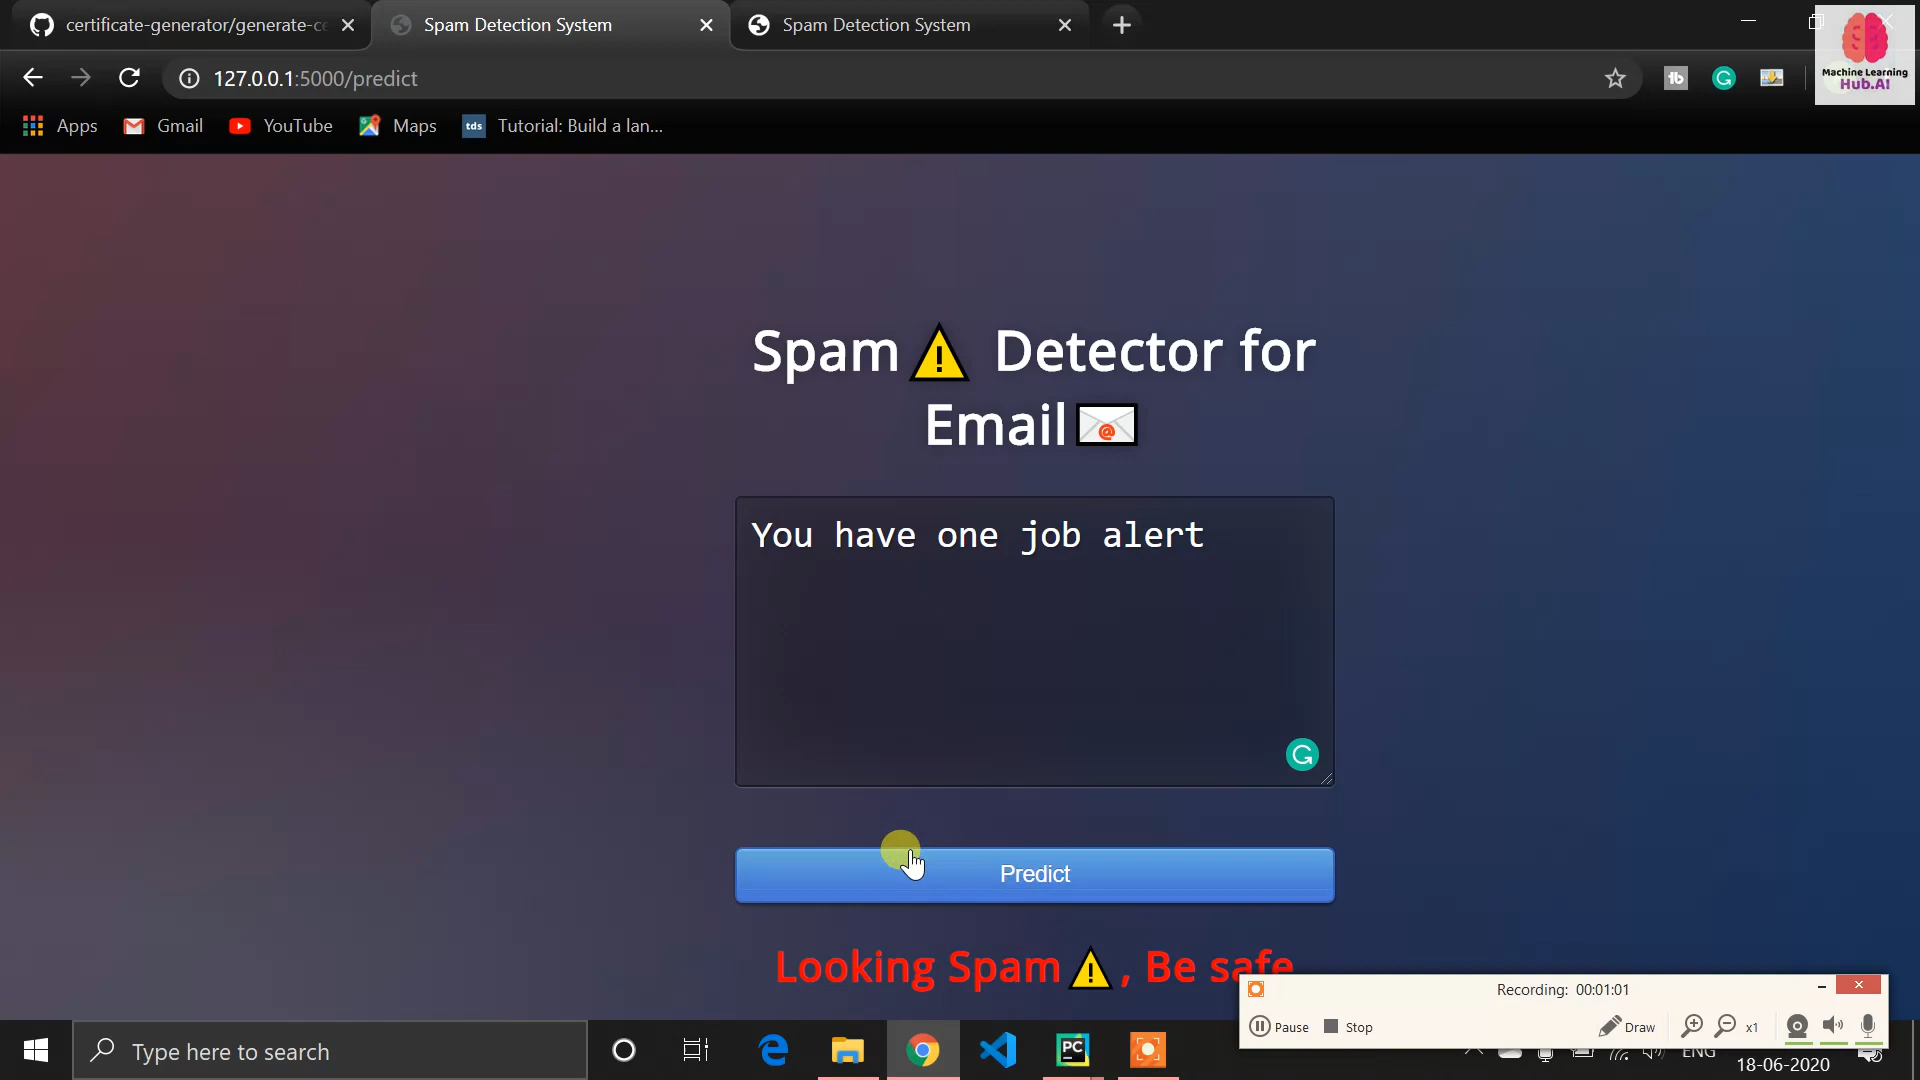 certificate-generator/generate-ce
Spam Detection System
Spam Detection System
127.0.0.1:5000/predict
Machine Learning
Hub.AI
Apps
Gmail
YouTube
Maps
tds
Tutorial: Build a lan...
Spam⚠ Detector for
Email📧
You have one job alert
Predict
Looking Spam⚠, Be safe
Recording: 00:01:01
Pause
Stop
Draw
x1
Type here to search
PC
ENG
18-06-2020